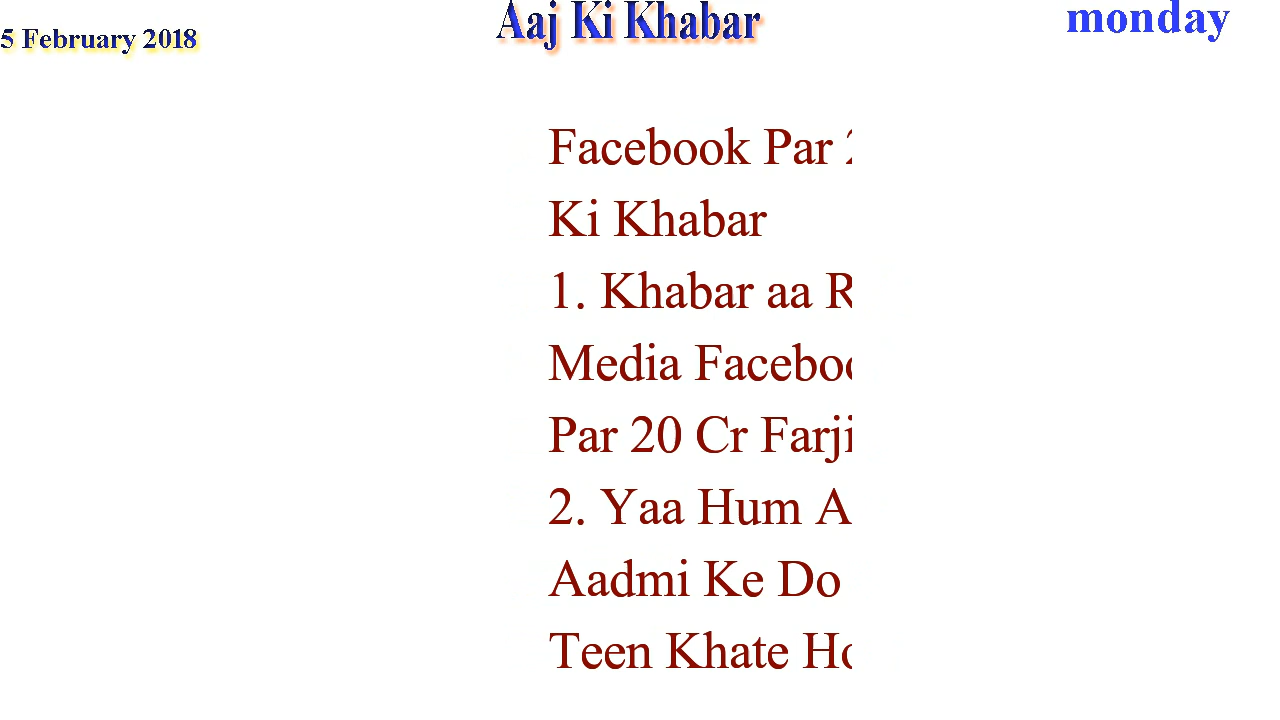 5 February 2018
Aaj Ki Khabar
monday
Facebook Par
Ki Khabar
1. Khabar aa
Media
Par 20 Cr Farji
2. Yaa Hum
Aadmi Ke Do
Teen Khate